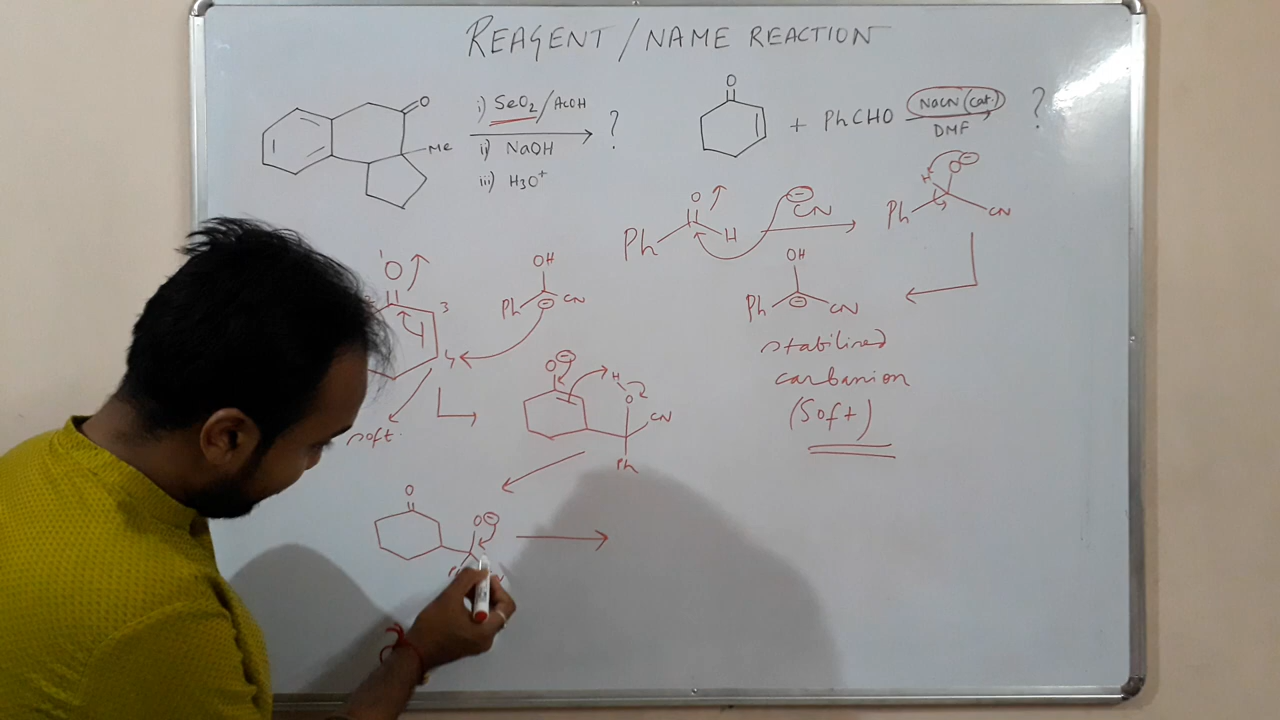 REAGENT / NAME REACTION
O
Me
i) SeO2/AcOH
ii) NaOH
iii) H3O+
?
O
+ PhCHO
NaCN (cat.)
DMF
?
O
Ph
H
⊖
CN
H
O⊖
Ph
CN
OH
Ph
⊖
CN
stabilized
carbanion
(Soft)
1
O
3
4
soft.
OH
Ph
⊖
CN
O⊖
H
O
CN
Ph
O
O⊖